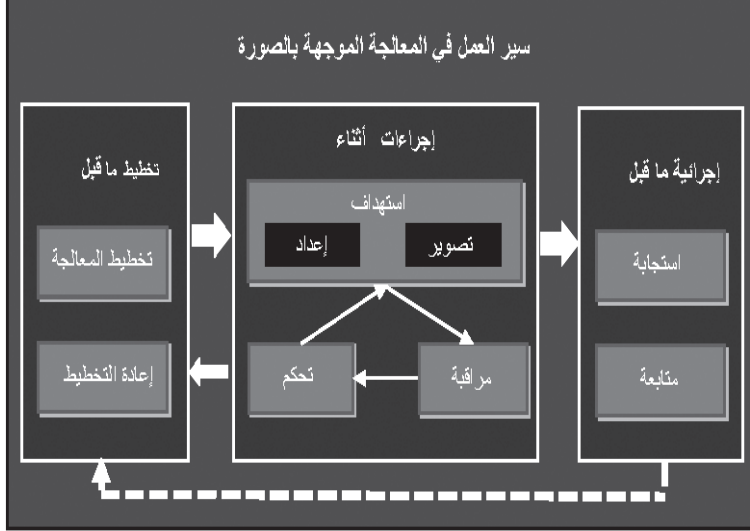 سير العمل في المعالجة الموجهة بالصورة
تخطيط ما قبل
تخطيط المعالجة
إعادة التخطيط
إجراءات أثناء
استهداف
إعداد
تصوير
تحكم
مراقبة
إجرائية ما قبل
استجابة
متابعة